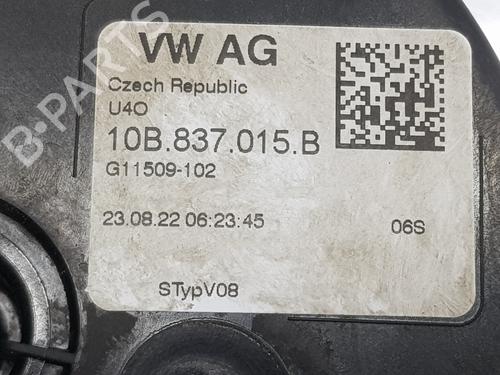 VW AG
Czech Republic
U4O
10B.837.015.B
G11509-102
23.08.22 06:23:45
06S
STypV08
B-PARTS